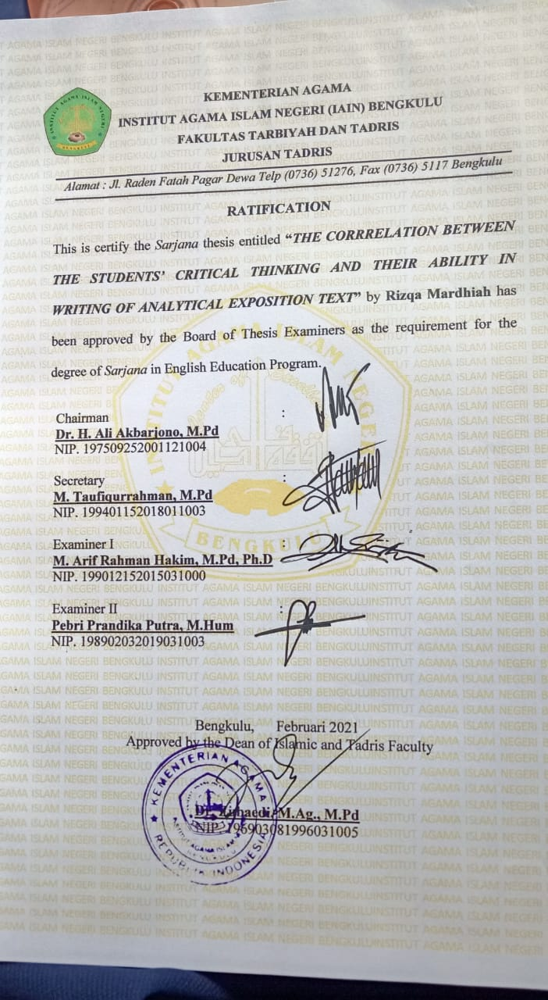 KEMENTERIAN AGAMA
INSTITUT AGAMA ISLAM NEGERI (IAIN) BENGKULU
FAKULTAS TARBIYAH DAN TADRIS
JURUSAN TADRIS
Alamat : Jl. Raden Fatah Pagar Dewa Telp (0736) 51276, Fax (0736) 5117 Bengkulu
RATIFICATION
This is certify the Sarjana thesis entitled “THE CORRRELATION BETWEEN
THE STUDENTS’ CRITICAL THINKING AND THEIR ABILITY IN
WRITING OF ANALYTICAL EXPOSITION TEXT” by Rizqa Mardhiah has
been approved by the Board of Thesis Examiners as the requirement for the
degree of Sarjana in English Education Program.
Chairman :
Dr. H. Ali Akbarjono, M.Pd
NIP. 197509252001121004
Secretary :
M. Taufiqurrahman, M.Pd
NIP. 199401152018011003
Examiner I :
M. Arif Rahman Hakim, M.Pd, Ph.D
NIP. 199012152015031000
Examiner II :
Pebri Prandika Putra, M.Hum
NIP. 198902032019031003
Bengkulu, Februari 2021
Approved by the Dean of Islamic and Tadris Faculty
Dr. M.Ag., M.Pd
NIP. 196903081996031005
KEMENTERIAN AGAMA
REPUBLIK INDONESIA
INSTITUT AGAMA ISLAM NEGERI
BENGKULU